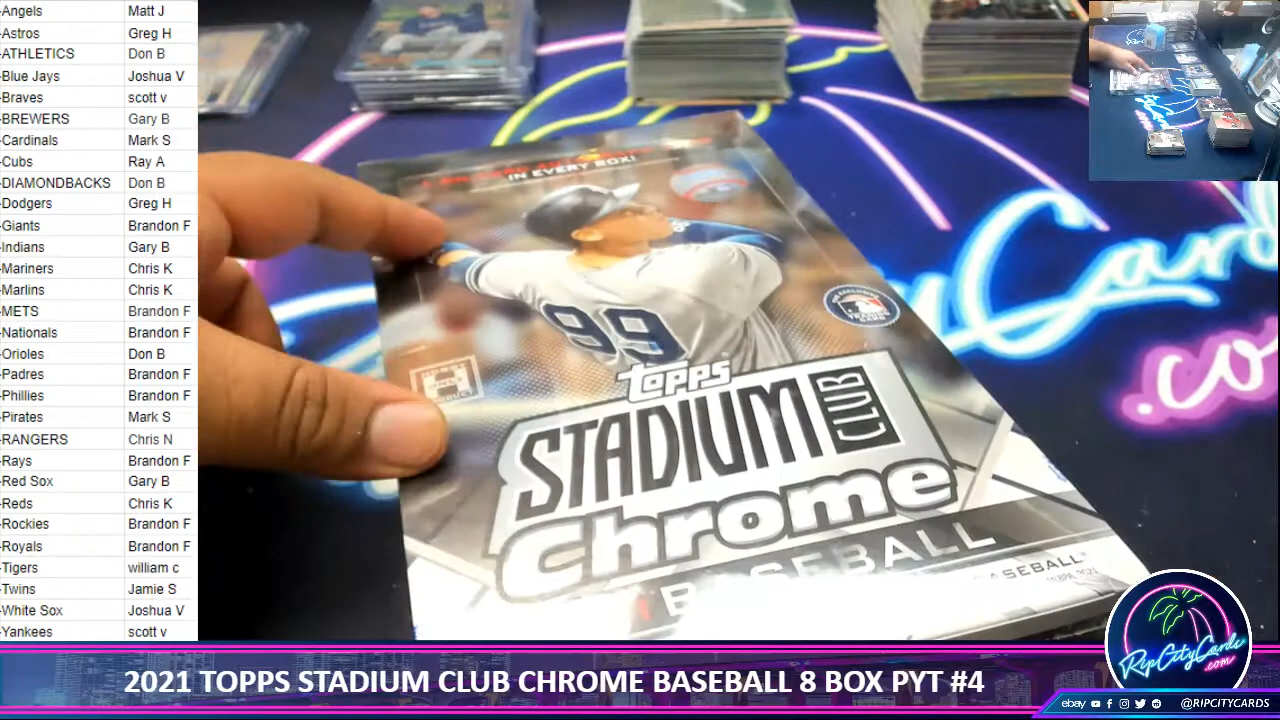 -Angels Matt J
-Astros Greg H
-ATHLETICS Don B
-Blue Jays Joshua V
-Braves scott v
-BREWERS Gary B
-Cardinals Mark S
-Cubs Ray A
-DIAMONDBACKS Don B
-Dodgers Greg H
-Giants Brandon F
-Indians Gary B
-Mariners Chris K
-Marlins Chris K
-METS Brandon F
-Nationals Brandon F
-Orioles Don B
-Padres Brandon F
-Phillies Brandon F
-Pirates Mark S
-RANGERS Chris N
-Rays Brandon F
-Red Sox Gary B
-Reds Chris K
-Rockies Brandon F
-Royals Brandon F
-Tigers william c
-Twins Jamie S
-White Sox Joshua V
-Yankees scott v
IN EVERY BOX!
99
topps
STADIUM CLUB
Chrome
BASEBALL
Cards
.co
RipCityCards
.com
2021 TOPPS STADIUM CLUB CHROME BASEBALL 8 BOX PYT #4
ebay @RIPCITYCARDS